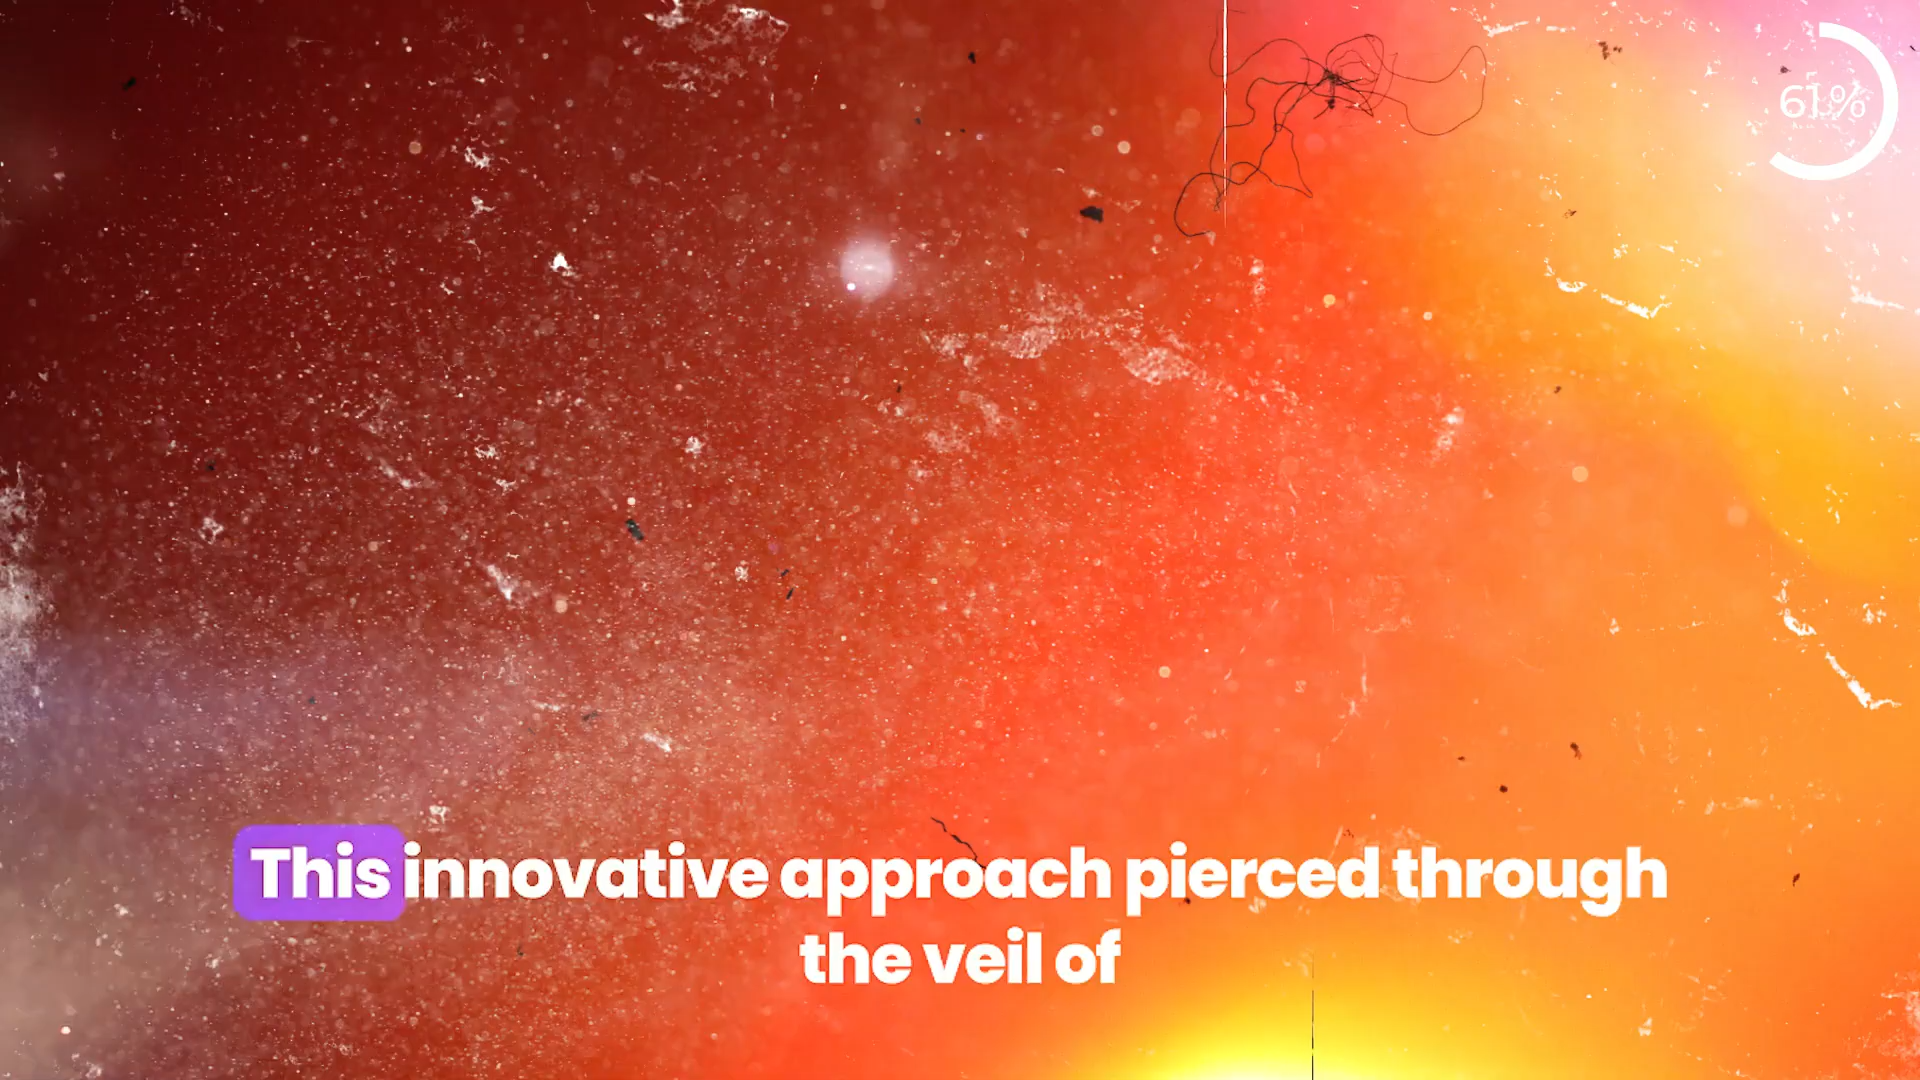 61%
This innovative approach pierced through
the veil of